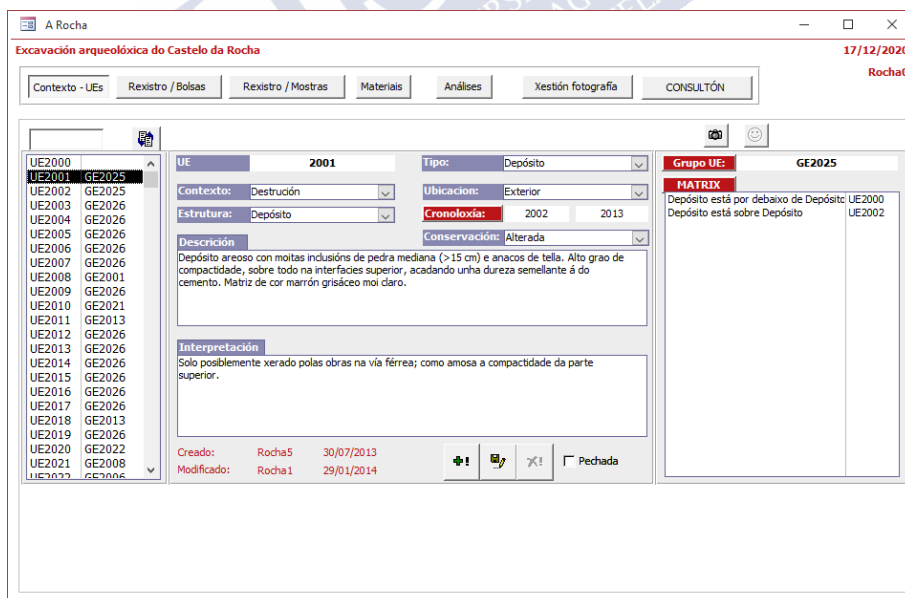 A Rocha
Excavación arqueolóxica do Castelo da Rocha
17/12/2020
Contexto - UEs
Rexistro / Bolsas
Rexistro / Mostras
Materiais
Análises
Xestión fotografía
CONSULTÓN
UE2000
UE2001 GE2025
UE2002 GE2025
UE2003 GE2026
UE2004 GE2026
UE2005 GE2026
UE2006 GE2026
UE2007 GE2026
UE2008 GE2001
UE2009 GE2026
UE2010 GE2021
UE2011 GE2013
UE2012 GE2026
UE2013 GE2026
UE2014 GE2026
UE2015 GE2026
UE2016 GE2026
UE2017 GE2026
UE2018 GE2013
UE2019 GE2026
UE2020 GE2022
UE2021 GE2008
UE2022 GE2006
UE 2001
Tipo: Depósito
Contexto: Destrución
Ubicacion: Exterior
Estrutura: Depósito
Cronoloxía: 2002 2013
Conservación: Alterada
Descrición
Depósito areoso con moitas inclusións de pedra mediana (>15 cm) e anacos de tella. Alto grao de
compactidade, sobre todo na interfacies superior, acadando unha dureza semellante á do
cemento. Matriz de cor marrón grisáceo moi claro.
Interpretación
Solo posiblemente xerado polas obras na vía férrea; como amosa a compactidade da parte
superior.
Creado: Rocha5 30/07/2013
Modificado: Rocha1 29/01/2014
Pechada
Grupo UE: GE2025
MATRIX
Depósito está por debaixo de Depósito UE2000
Depósito está sobre Depósito UE2002